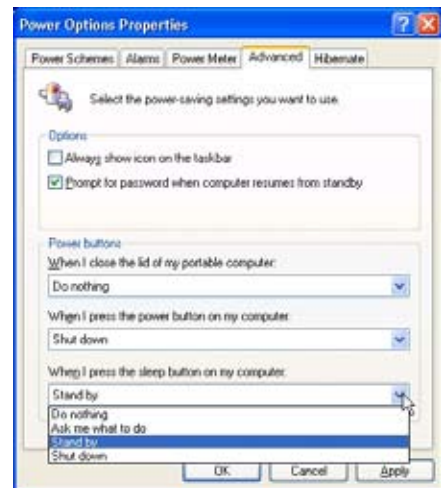 Power Options Properties
Power Schemes Alarms Power Meter Advanced Hibernate
Select the power-saving settings you want to use.
Options
Always show icon on the taskbar
Prompt for password when computer resumes from standby
Power buttons
When I close the lid of my portable computer:
Do nothing
When I press the power button on my computer:
Shut down
When I press the sleep button on my computer:
Stand by
Do nothing
Ask me what to do
Stand by
Shut down
OK Cancel Apply